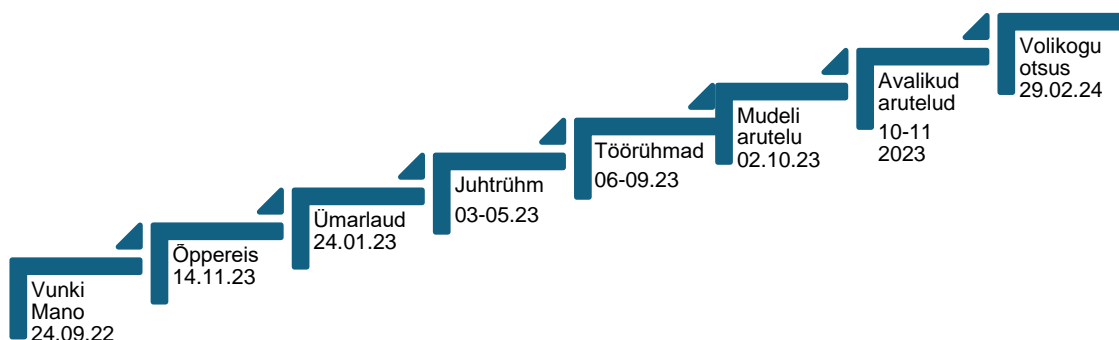 Vunki
Mano
24.09.22
Õppereis
14.11.23
Ümarlaud
24.01.23
Juhtrühm
03-05.23
Töörühmad
06-09.23
Mudeli
arutelu
02.10.23
Avalikud
arutelud
10-11
2023
Volikogu
otsus
29.02.24